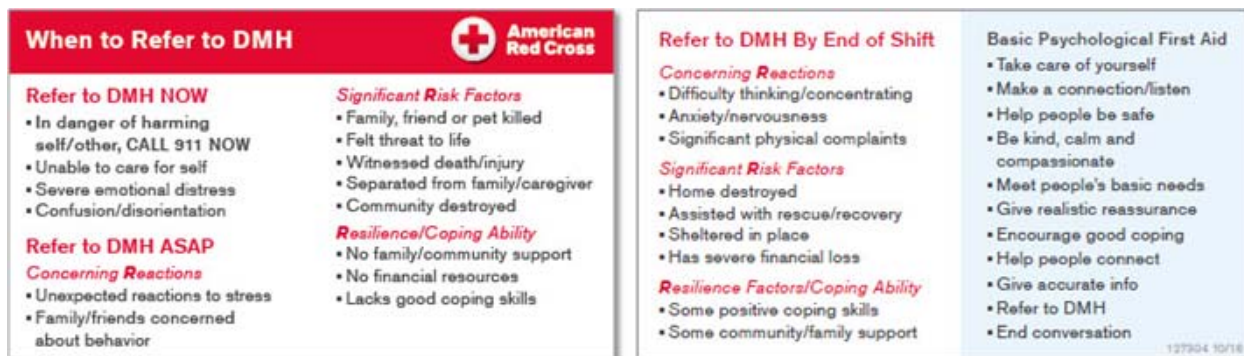 When to Refer to DMH
American
Red Cross
Refer to DMH NOW
▪ In danger of harming
self/other, CALL 911 NOW
▪ Unable to care for self
▪ Severe emotional distress
▪ Confusion/disorientation
Refer to DMH ASAP
Concerning Reactions
▪ Unexpected reactions to stress
▪ Family/friends concerned
about behavior
Significant Risk Factors
▪ Family, friend or pet killed
▪ Felt threat to life
▪ Witnessed death/injury
▪ Separated from family/caregiver
▪ Community destroyed
Resilience/Coping Ability
▪ No family/community support
▪ No financial resources
▪ Lacks good coping skills
Refer to DMH By End of Shift
Concerning Reactions
▪ Difficulty thinking/concentrating
▪ Anxiety/nervousness
▪ Significant physical complaints
Significant Risk Factors
▪ Home destroyed
▪ Assisted with rescue/recovery
▪ Sheltered in place
▪ Has severe financial loss
Resilience Factors/Coping Ability
▪ Some positive coping skills
▪ Some community/family support
Basic Psychological First Aid
▪ Take care of yourself
▪ Make a connection/listen
▪ Help people be safe
▪ Be kind, calm and
compassionate
▪ Meet people's basic needs
▪ Give realistic reassurance
▪ Encourage good coping
▪ Help people connect
▪ Give accurate info
▪ Refer to DMH
▪ End conversation